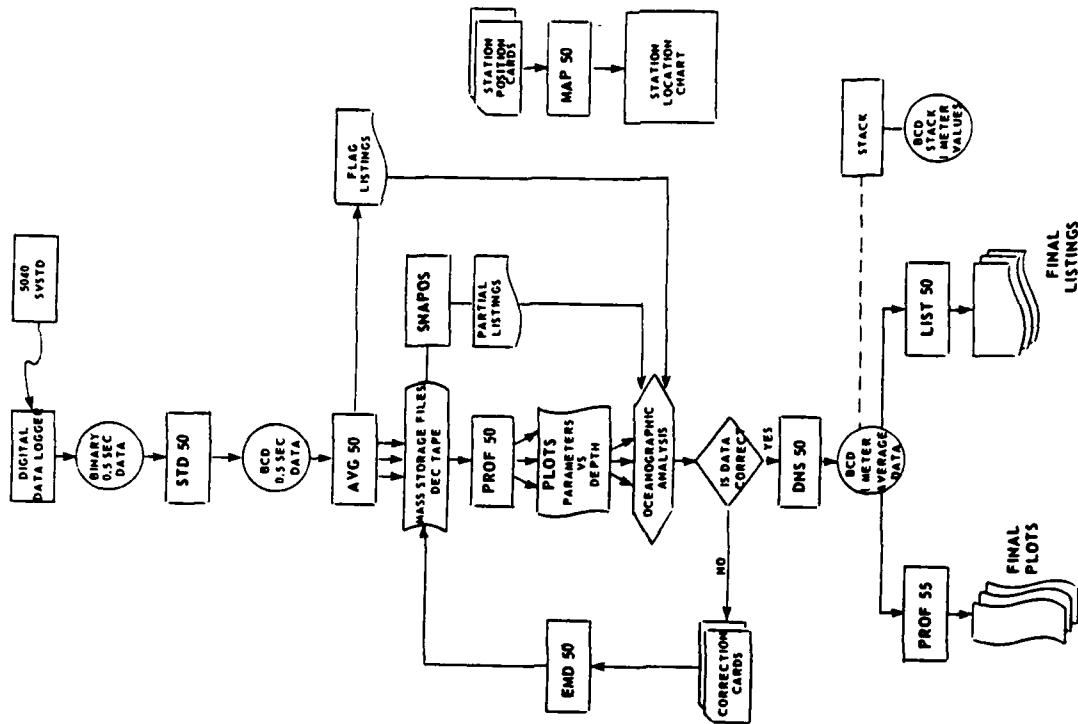 5040
SVSTD
DIGITAL
DATA LOGGER
BINARY
0.5 SEC
DATA
STD 50
BCD
0.5 SEC
DATA
AVG 50
FLAG
LISTINGS
MASS STORAGE FILES
DEC TAPE
SNAPOS
PARTIAL
LISTINGS
PROF 50
PLOTS
PARAMETERS
VS
DEPTH
OCEANOGRAPHIC
ANALYSIS
IS DATA
CORRECT
YES
NO
CORRECTION
CARDS
EMD 50
DNS 50
BCD
1 METER
AVERAGE
DATA
PROF 55
FINAL
PLOTS
LIST 50
FINAL
LISTINGS
STACK
BCD
STACK
1 METER
VALUES
STATION
POSITION
CARDS
MAP 50
STATION
LOCATION
CHART